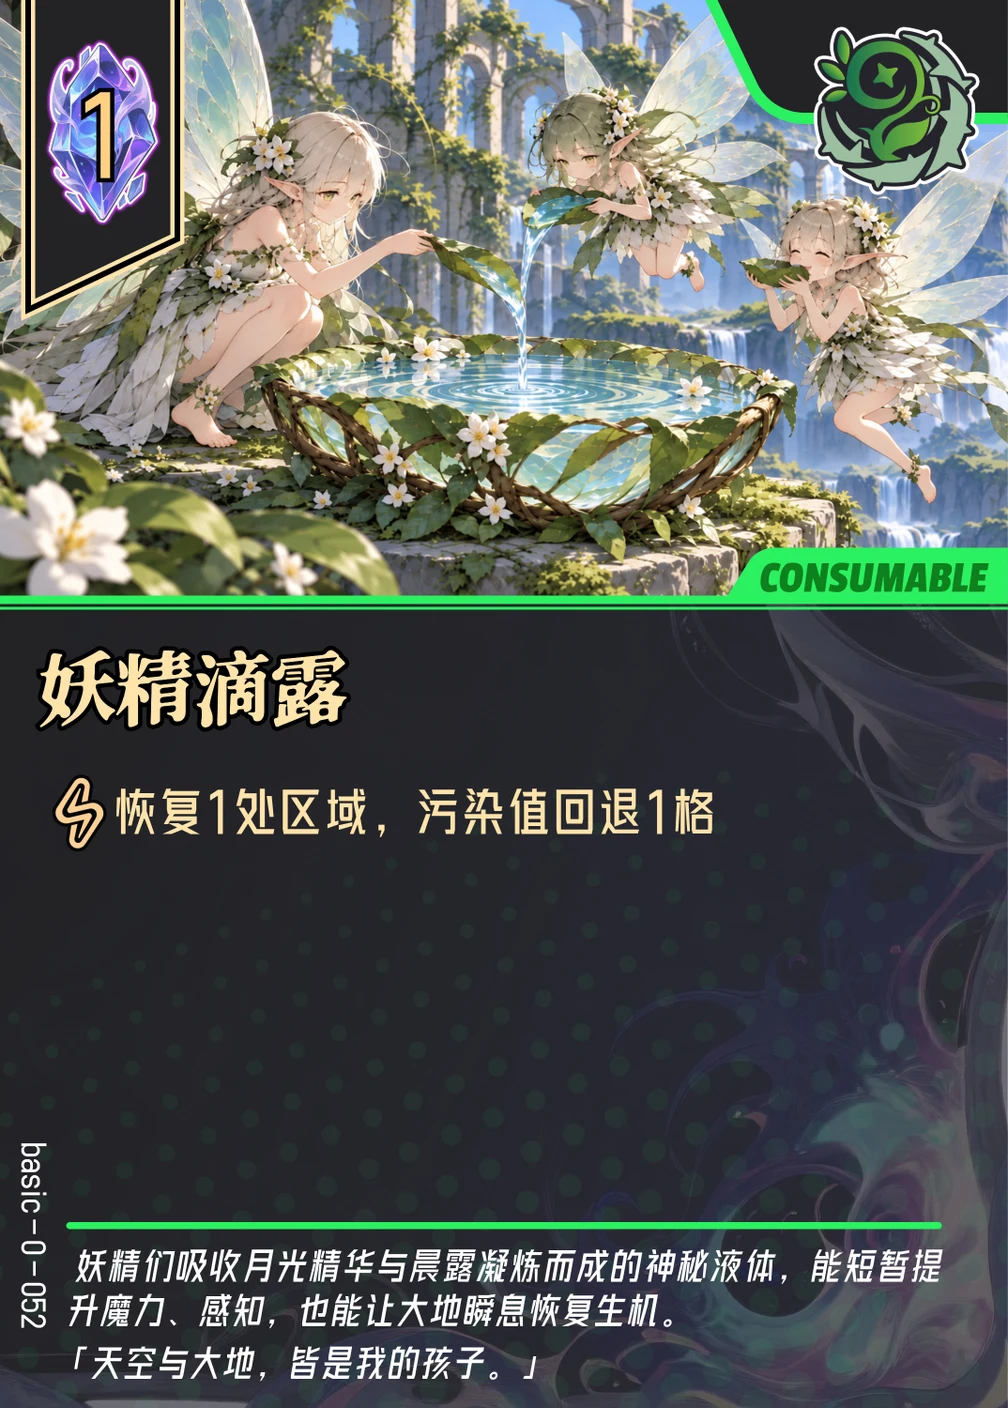 1
CONSUMABLE
妖精滴露
恢复1处区域，污染值回退1格
basic-0-052
妖精们吸收月光精华与晨露凝炼而成的神秘液体，能短暂提
升魔力、感知，也能让大地瞬息恢复生机。
「天空与大地，皆是我的孩子。」